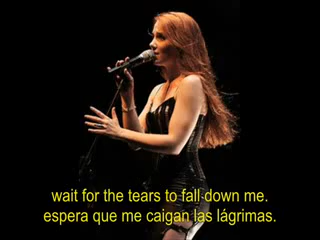 wait for the tears to fall down me.
espera que me caigan las lágrimas.